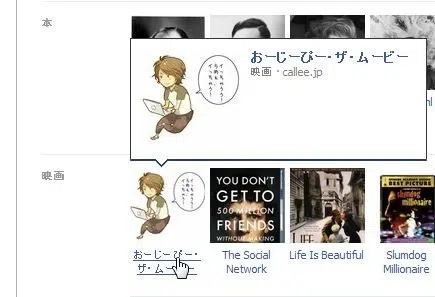 本
おーじーぴー・ザ・ムービー
映画・callee.jp
映画
YOU DON'T
GET TO
500 MILLION
FRIENDS
WITHOUT MAKING
LIFE
BEST PICTURE
slumdog
millionaire
おーじーぴー・
ザ・ムービー
The Social
Network
Life Is Beautiful
Slumdog
Millionaire